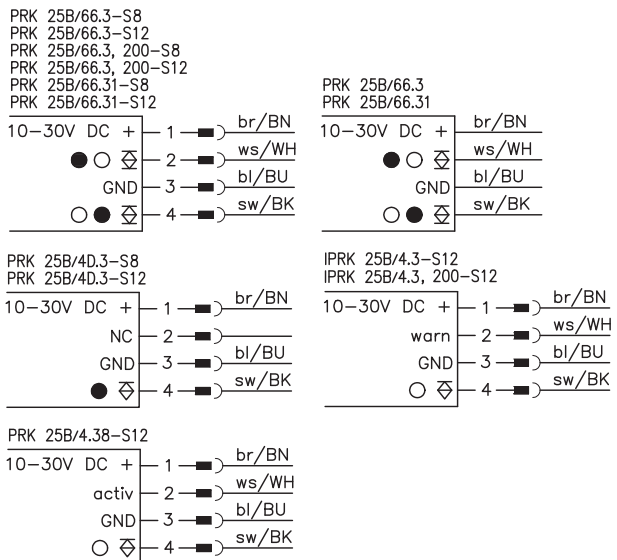 PRK 25B/66.3-S8
PRK 25B/66.3-S12
PRK 25B/66.3, 200-S8
PRK 25B/66.3, 200-S12
PRK 25B/66.31-S8
PRK 25B/66.31-S12
10-30V DC + 1 br/BN
2 ws/WH
GND 3 bl/BU
4 sw/BK
PRK 25B/66.3
PRK 25B/66.31
10-30V DC + br/BN
ws/WH
GND bl/BU
sw/BK
PRK 25B/4D.3-S8
PRK 25B/4D.3-S12
10-30V DC + 1 br/BN
NC 2
GND 3 bl/BU
4 sw/BK
IPRK 25B/4.3-S12
IPRK 25B/4.3, 200-S12
10-30V DC + 1 br/BN
warn 2 ws/WH
GND 3 bl/BU
4 sw/BK
PRK 25B/4.38-S12
10-30V DC + 1 br/BN
activ 2 ws/WH
GND 3 bl/BU
4 sw/BK